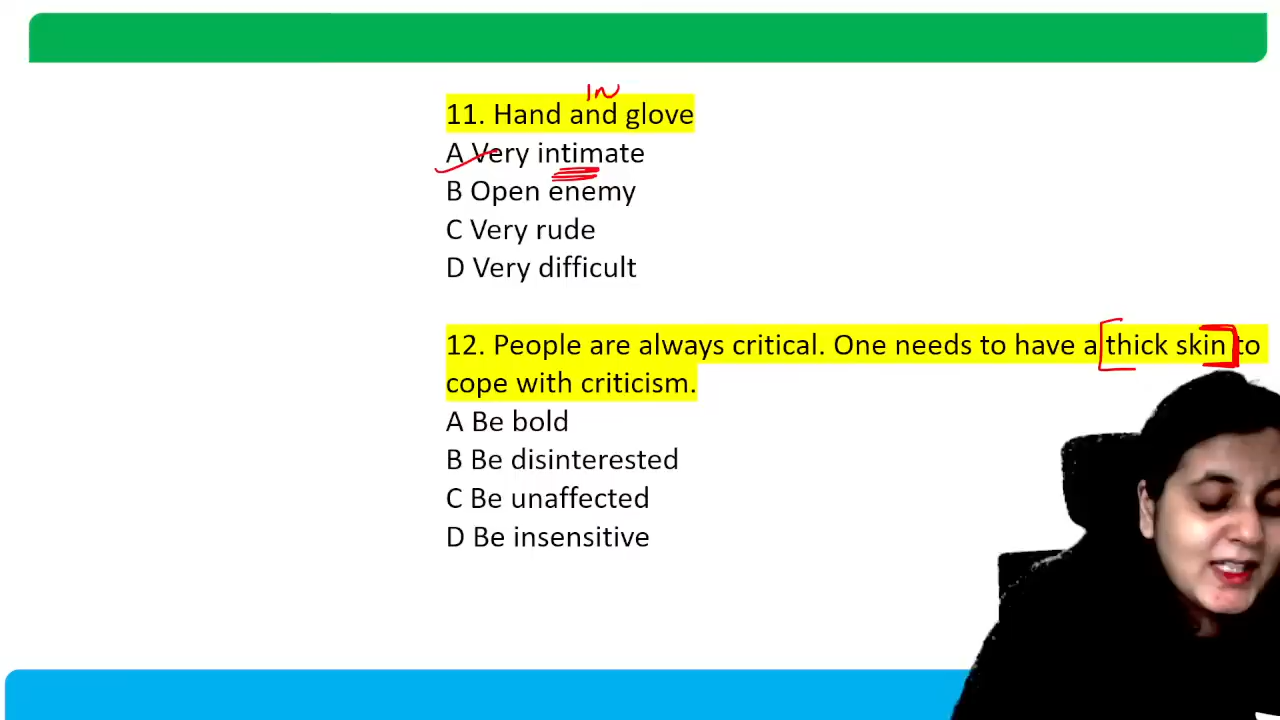 IN
11. Hand and glove
A Very intimate
B Open enemy
C Very rude
D Very difficult
12. People are always critical. One needs to have a thick skin to
cope with criticism.
A Be bold
B Be disinterested
C Be unaffected
D Be insensitive